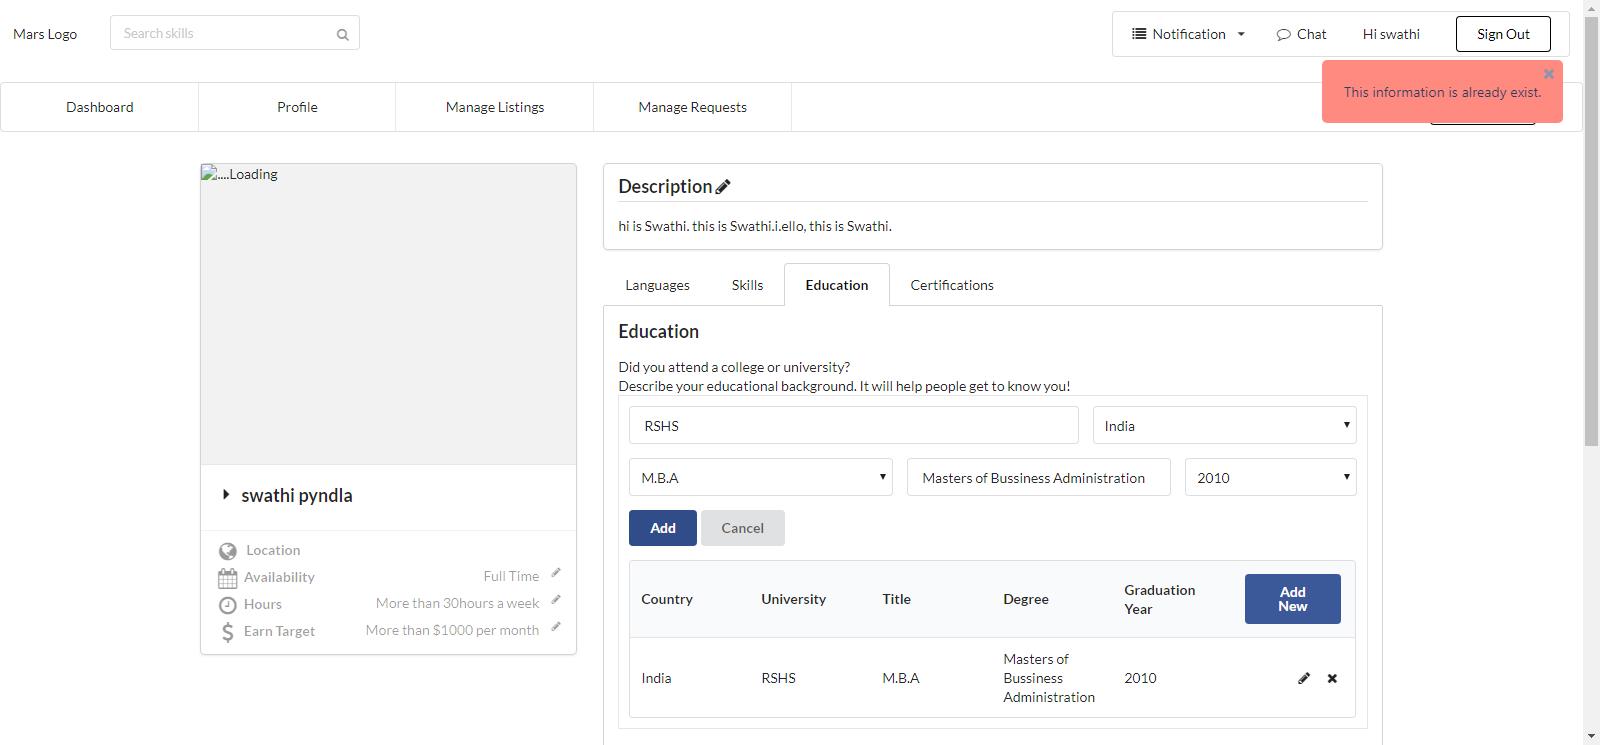 Mars Logo
Search skills
Notification
Chat
Hi swathi
Sign Out
This information is already exist.
Dashboard
Profile
Manage Listings
Manage Requests
....Loading
swathi pyndla
Location
Availability
Full Time
Hours
More than 30hours a week
Earn Target
More than $1000 per month
Description
hi is Swathi. this is Swathi.i.ello, this is Swathi.
Languages
Skills
Education
Certifications
Education
Did you attend a college or university?
Describe your educational background. It will help people get to know you!
RSHS
India
M.B.A
Masters of Bussiness Administration
2010
Add
Cancel
Country
University
Title
Degree
Graduation
Year
Add
New
India
RSHS
M.B.A
Masters of
Bussiness
Administration
2010